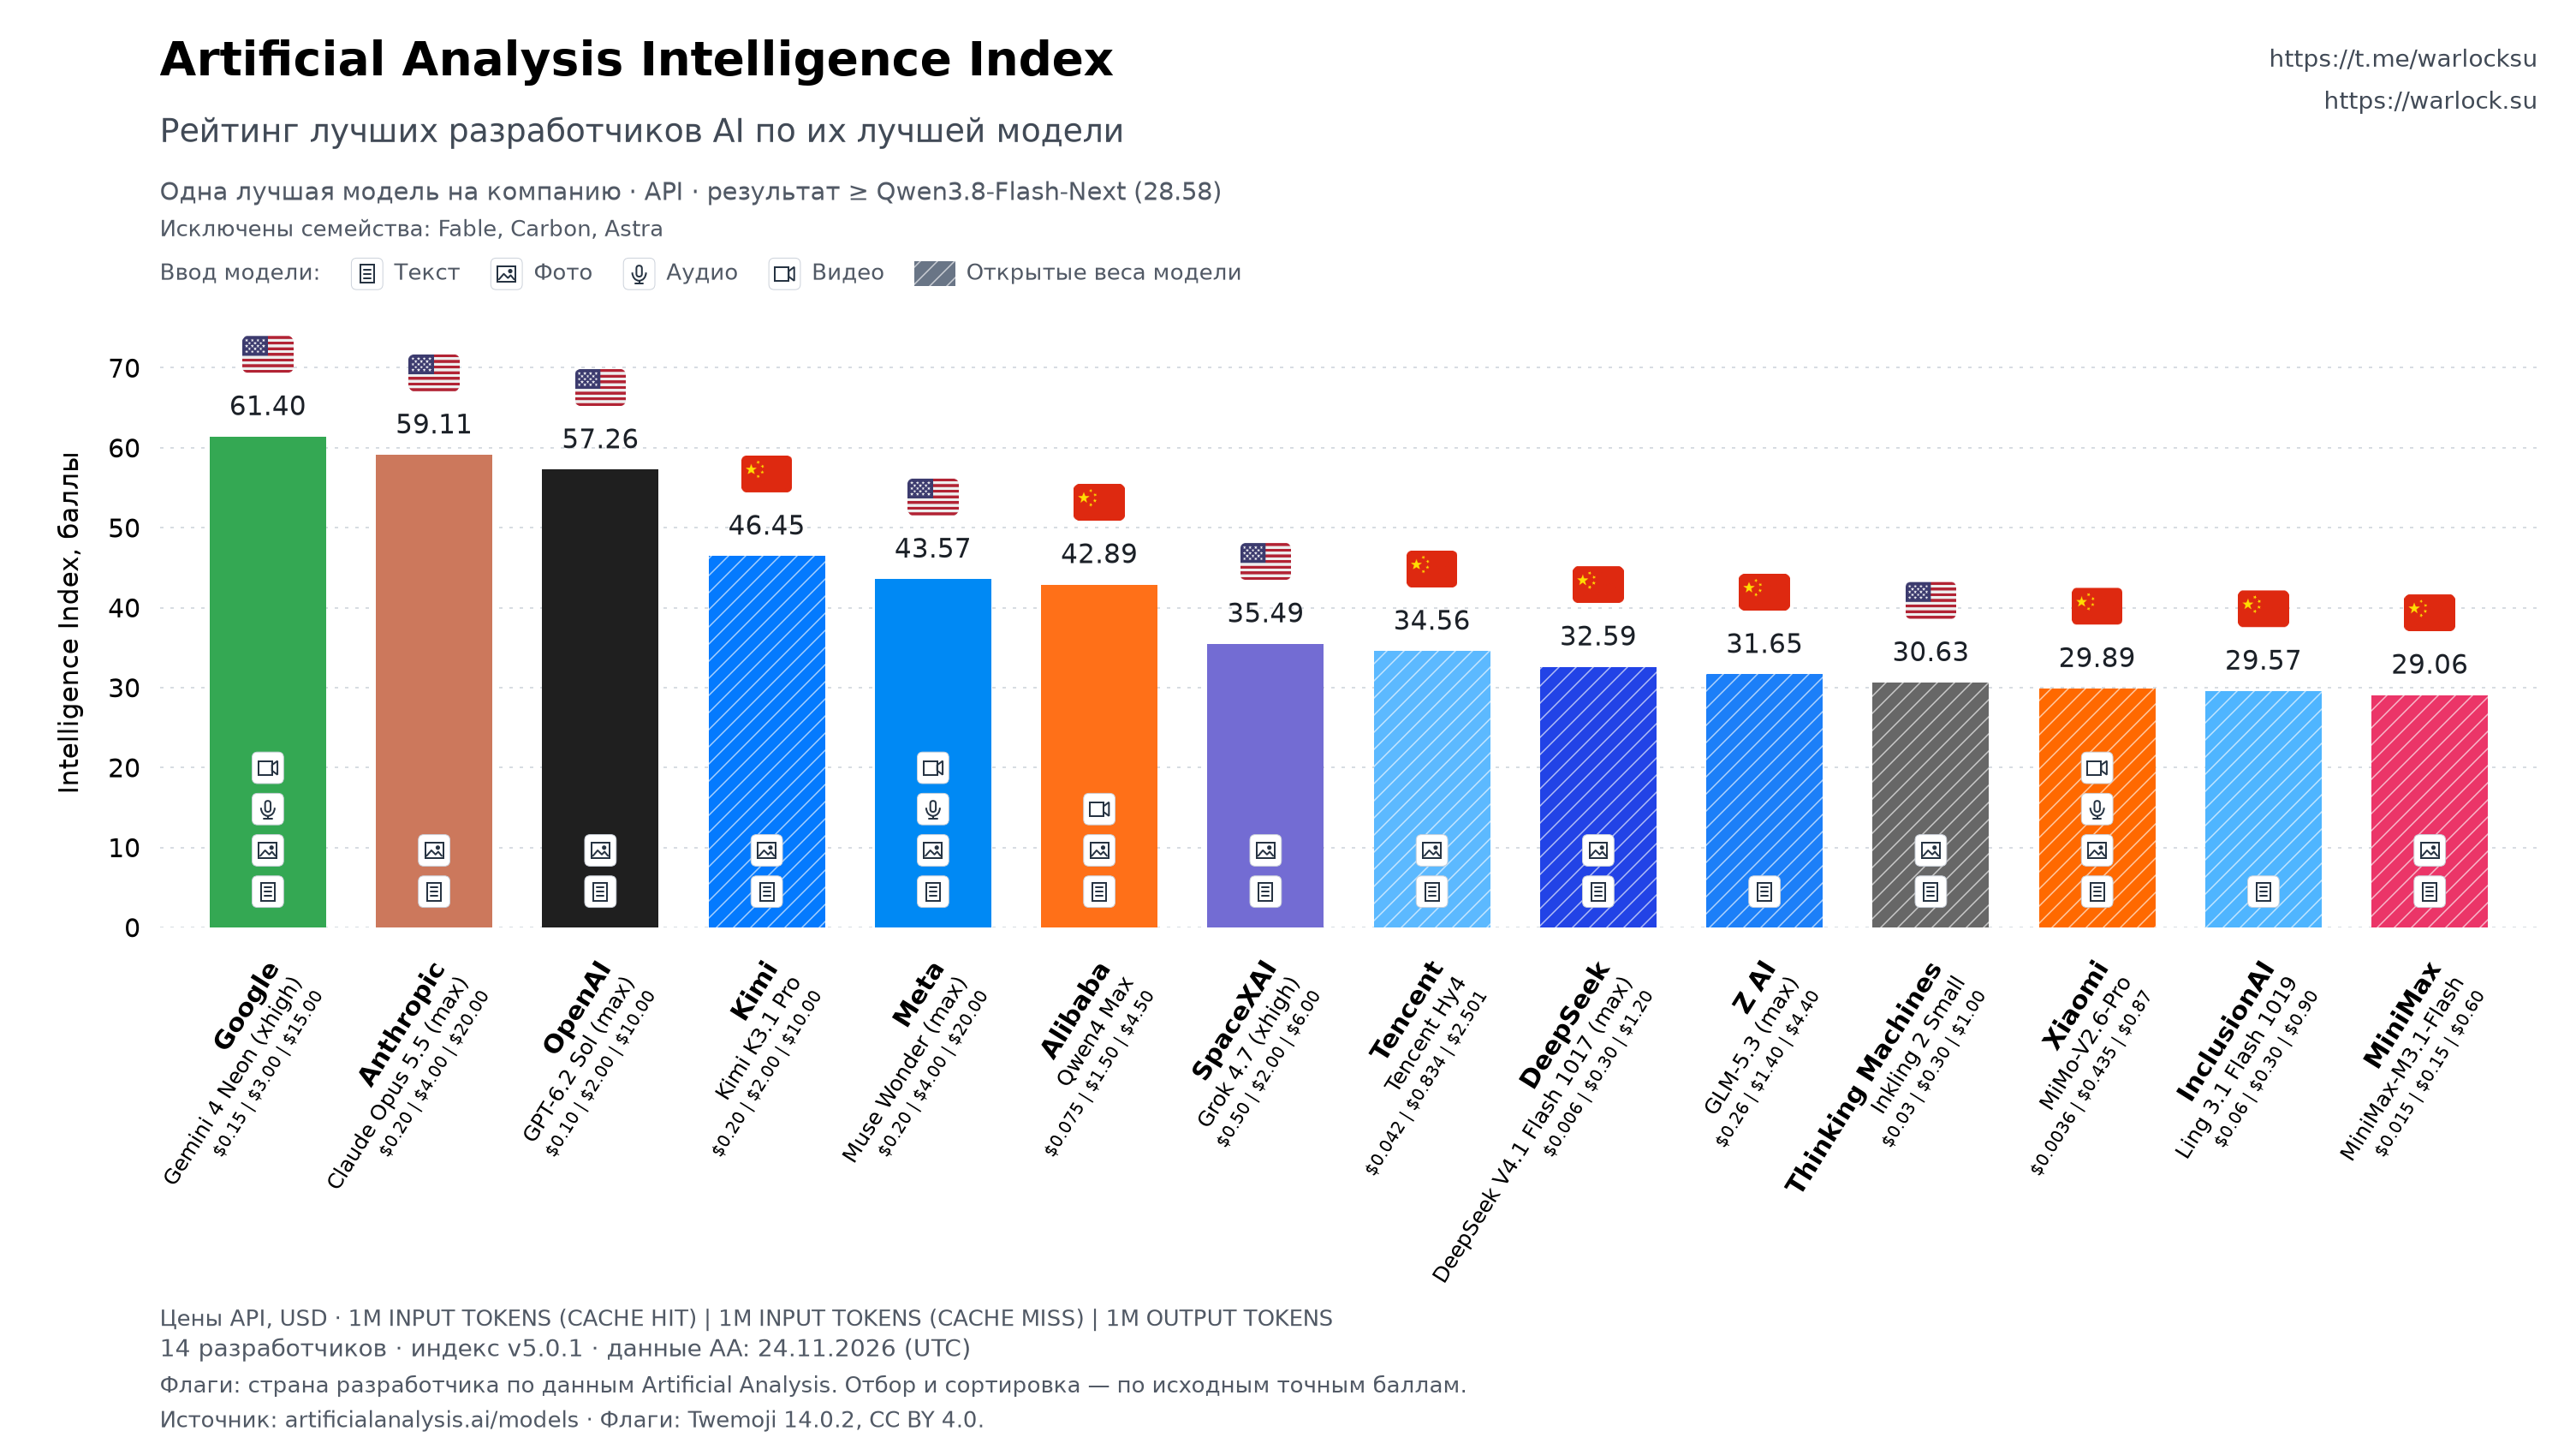 Artificial Analysis Intelligence Index
https://t.me/warlocksu
https://warlock.su
Рейтинг лучших разработчиков AI по их лучшей модели
Одна лучшая модель на компанию · API · результат ≥ Qwen3.8-Flash-Next (28.58)
Исключены семейства: Fable, Carbon, Astra
Ввод модели: Текст Фото Аудио Видео Открытые веса модели
Intelligence Index, баллы
70
60
50
40
30
20
10
0
61.40
59.11
57.26
46.45
43.57
42.89
35.49
34.56
32.59
31.65
30.63
29.89
29.57
29.06
Google
Gemini 4 Neon (xhigh)
$0.15 | $3.00 | $15.00
Anthropic
Claude Opus 5.5 (max)
$0.20 | $4.00 | $20.00
OpenAI
GPT-6.2 Sol (max)
$0.10 | $2.00 | $10.00
Kimi
Kimi K3.1 Pro
$0.20 | $2.00 | $10.00
Meta
Muse Wonder (max)
$0.20 | $4.00 | $20.00
Alibaba
Qwen4 Max
$0.075 | $1.50 | $4.50
SpaceXAI
Grok 4.7 (xhigh)
$0.50 | $2.00 | $6.00
Tencent
Tencent Hy4
$0.042 | $0.834 | $2.501
DeepSeek
DeepSeek V4.1 Flash 1017 (max)
$0.006 | $0.30 | $1.20
Z AI
GLM-5.3 (max)
$0.26 | $1.40 | $4.40
Thinking Machines
Inkling 2 Small
$0.03 | $0.30 | $1.00
Xiaomi
MiMo-V2.6-Pro
$0.0036 | $0.435 | $0.87
InclusionAI
Ling 3.1 Flash 1019
$0.06 | $0.30 | $0.90
MiniMax
MiniMax-M3.1-Flash
$0.015 | $0.15 | $0.60
Цены API, USD · 1M INPUT TOKENS (CACHE HIT) | 1M INPUT TOKENS (CACHE MISS) | 1M OUTPUT TOKENS
14 разработчиков · индекс v5.0.1 · данные AA: 24.11.2026 (UTC)
Флаги: страна разработчика по данным Artificial Analysis. Отбор и сортировка — по исходным точным баллам.
Источник: artificialanalysis.ai/models · Флаги: Twemoji 14.0.2, CC BY 4.0.